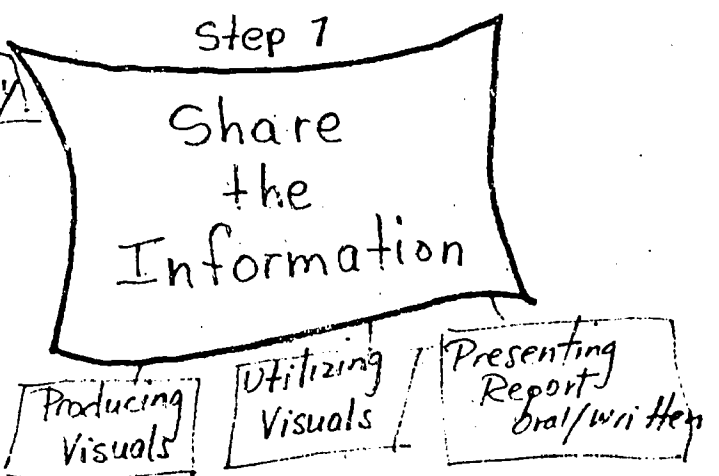 Step 7
Share
the
Information
Producing
Visuals
Utilizing
Visuals
Presenting
Report
Oral/Written